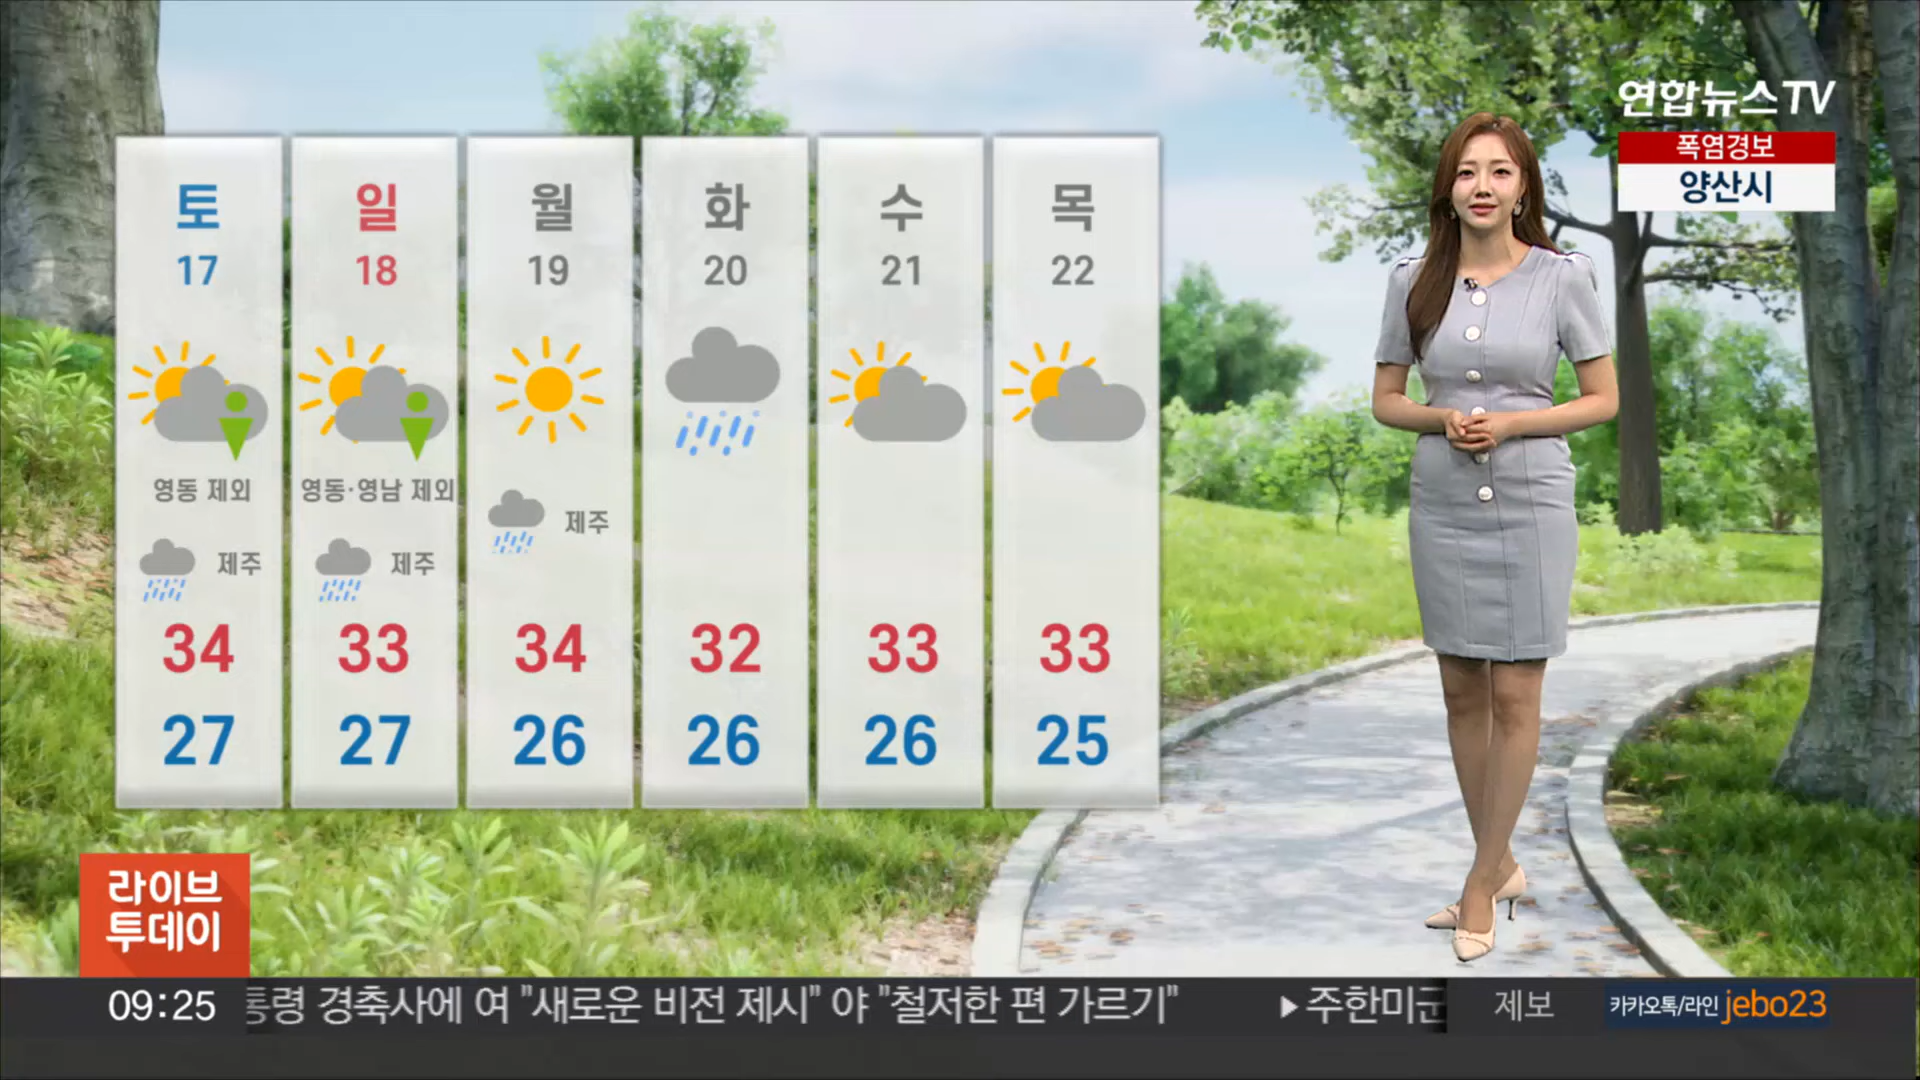 연합뉴스TV
폭염경보
양산시
토 일 월 화 수 목
17 18 19 20 21 22
영동 제외 영동·영남 제외
제주
제주 제주
34 33 34 32 33 33
27 27 26 26 26 25
라이브
투데이
09:25 통령 경축사에 여 "새로운 비전 제시" 야 "철저한 편 가르기" ▶주한미군 제보 카카오톡/라인 jebo23